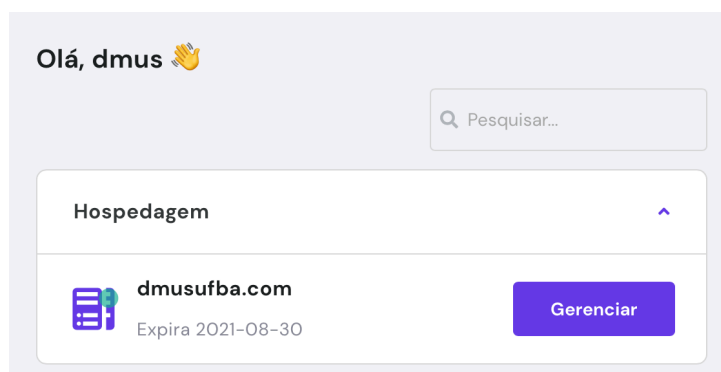 Olá, dmus 👋
Pesquisar...
Hospedagem
dmusufba.com
Expira 2021-08-30
Gerenciar